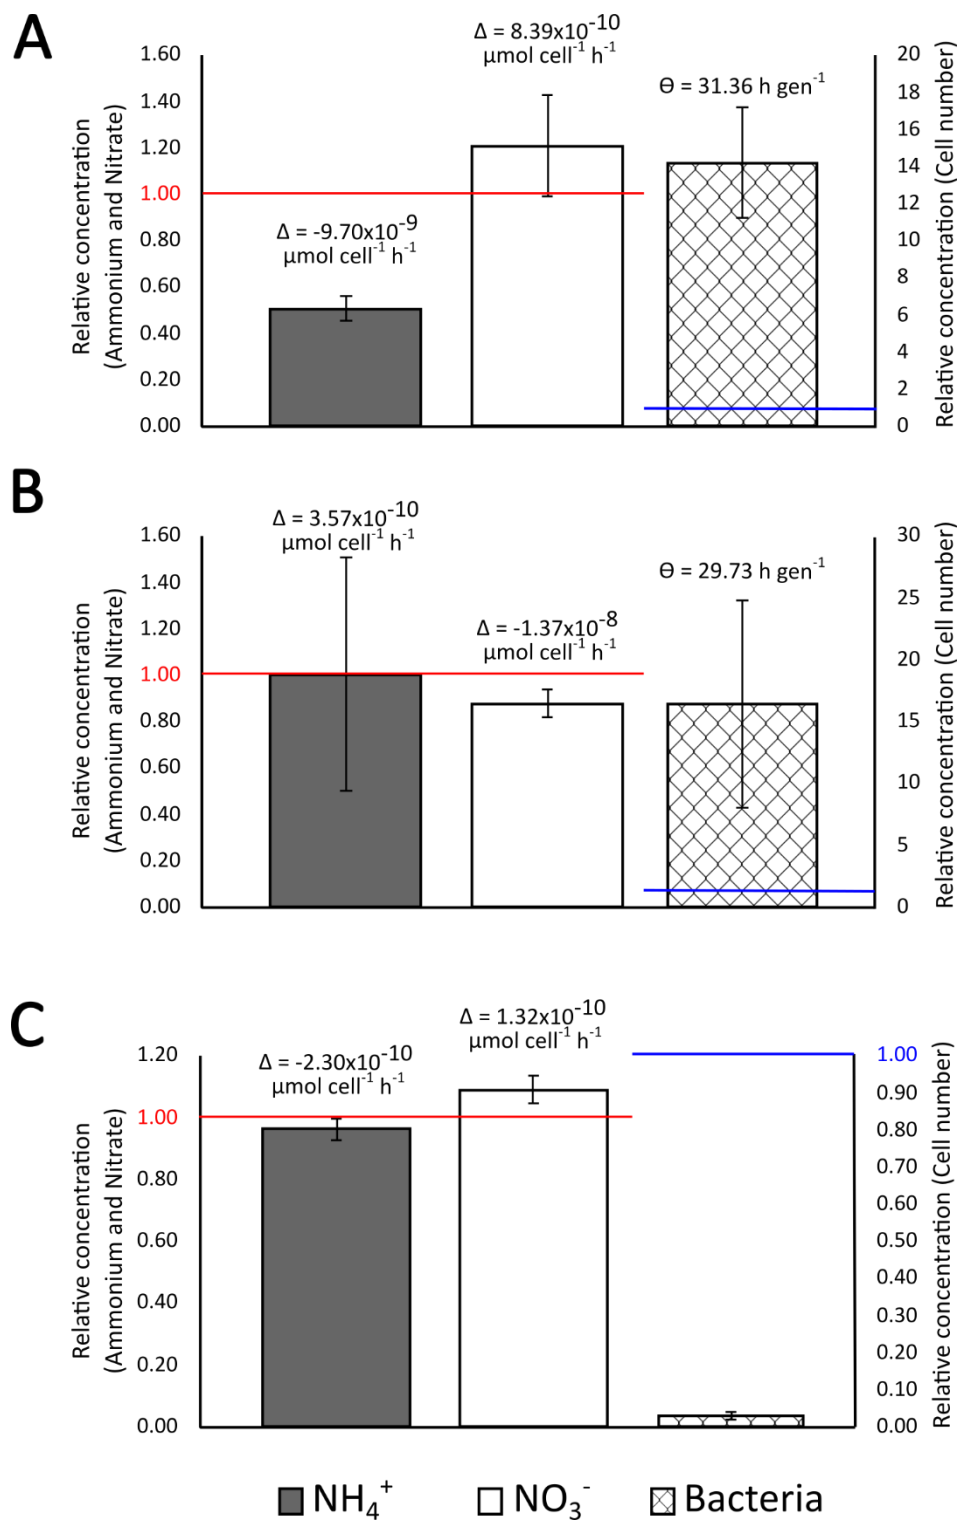 A
Δ = 8.39x10⁻¹⁰
μmol cell⁻¹ h⁻¹
ϴ = 31.36 h gen⁻¹
Δ = -9.70x10⁻⁹
μmol cell⁻¹ h⁻¹
Relative concentration
(Ammonium and Nitrate)
1.60
1.40
1.20
1.00
0.80
0.60
0.40
0.20
0.00
20
18
16
14
12
10
8
6
4
2
0
Relative concentration (Cell number)
B
Δ = 3.57x10⁻¹⁰
μmol cell⁻¹ h⁻¹
ϴ = 29.73 h gen⁻¹
Δ = -1.37x10⁻⁸
μmol cell⁻¹ h⁻¹
Relative concentration
(Ammonium and Nitrate)
1.60
1.40
1.20
1.00
0.80
0.60
0.40
0.20
0.00
30
25
20
15
10
5
0
Relative concentration (Cell number)
C
Δ = 1.32x10⁻¹⁰
μmol cell⁻¹ h⁻¹
Δ = -2.30x10⁻¹⁰
μmol cell⁻¹ h⁻¹
Relative concentration
(Ammonium and Nitrate)
1.20
1.00
0.80
0.60
0.40
0.20
0.00
1.00
0.90
0.80
0.70
0.60
0.50
0.40
0.30
0.20
0.10
0.00
Relative concentration (Cell number)
NH₄⁺
NO₃⁻
Bacteria